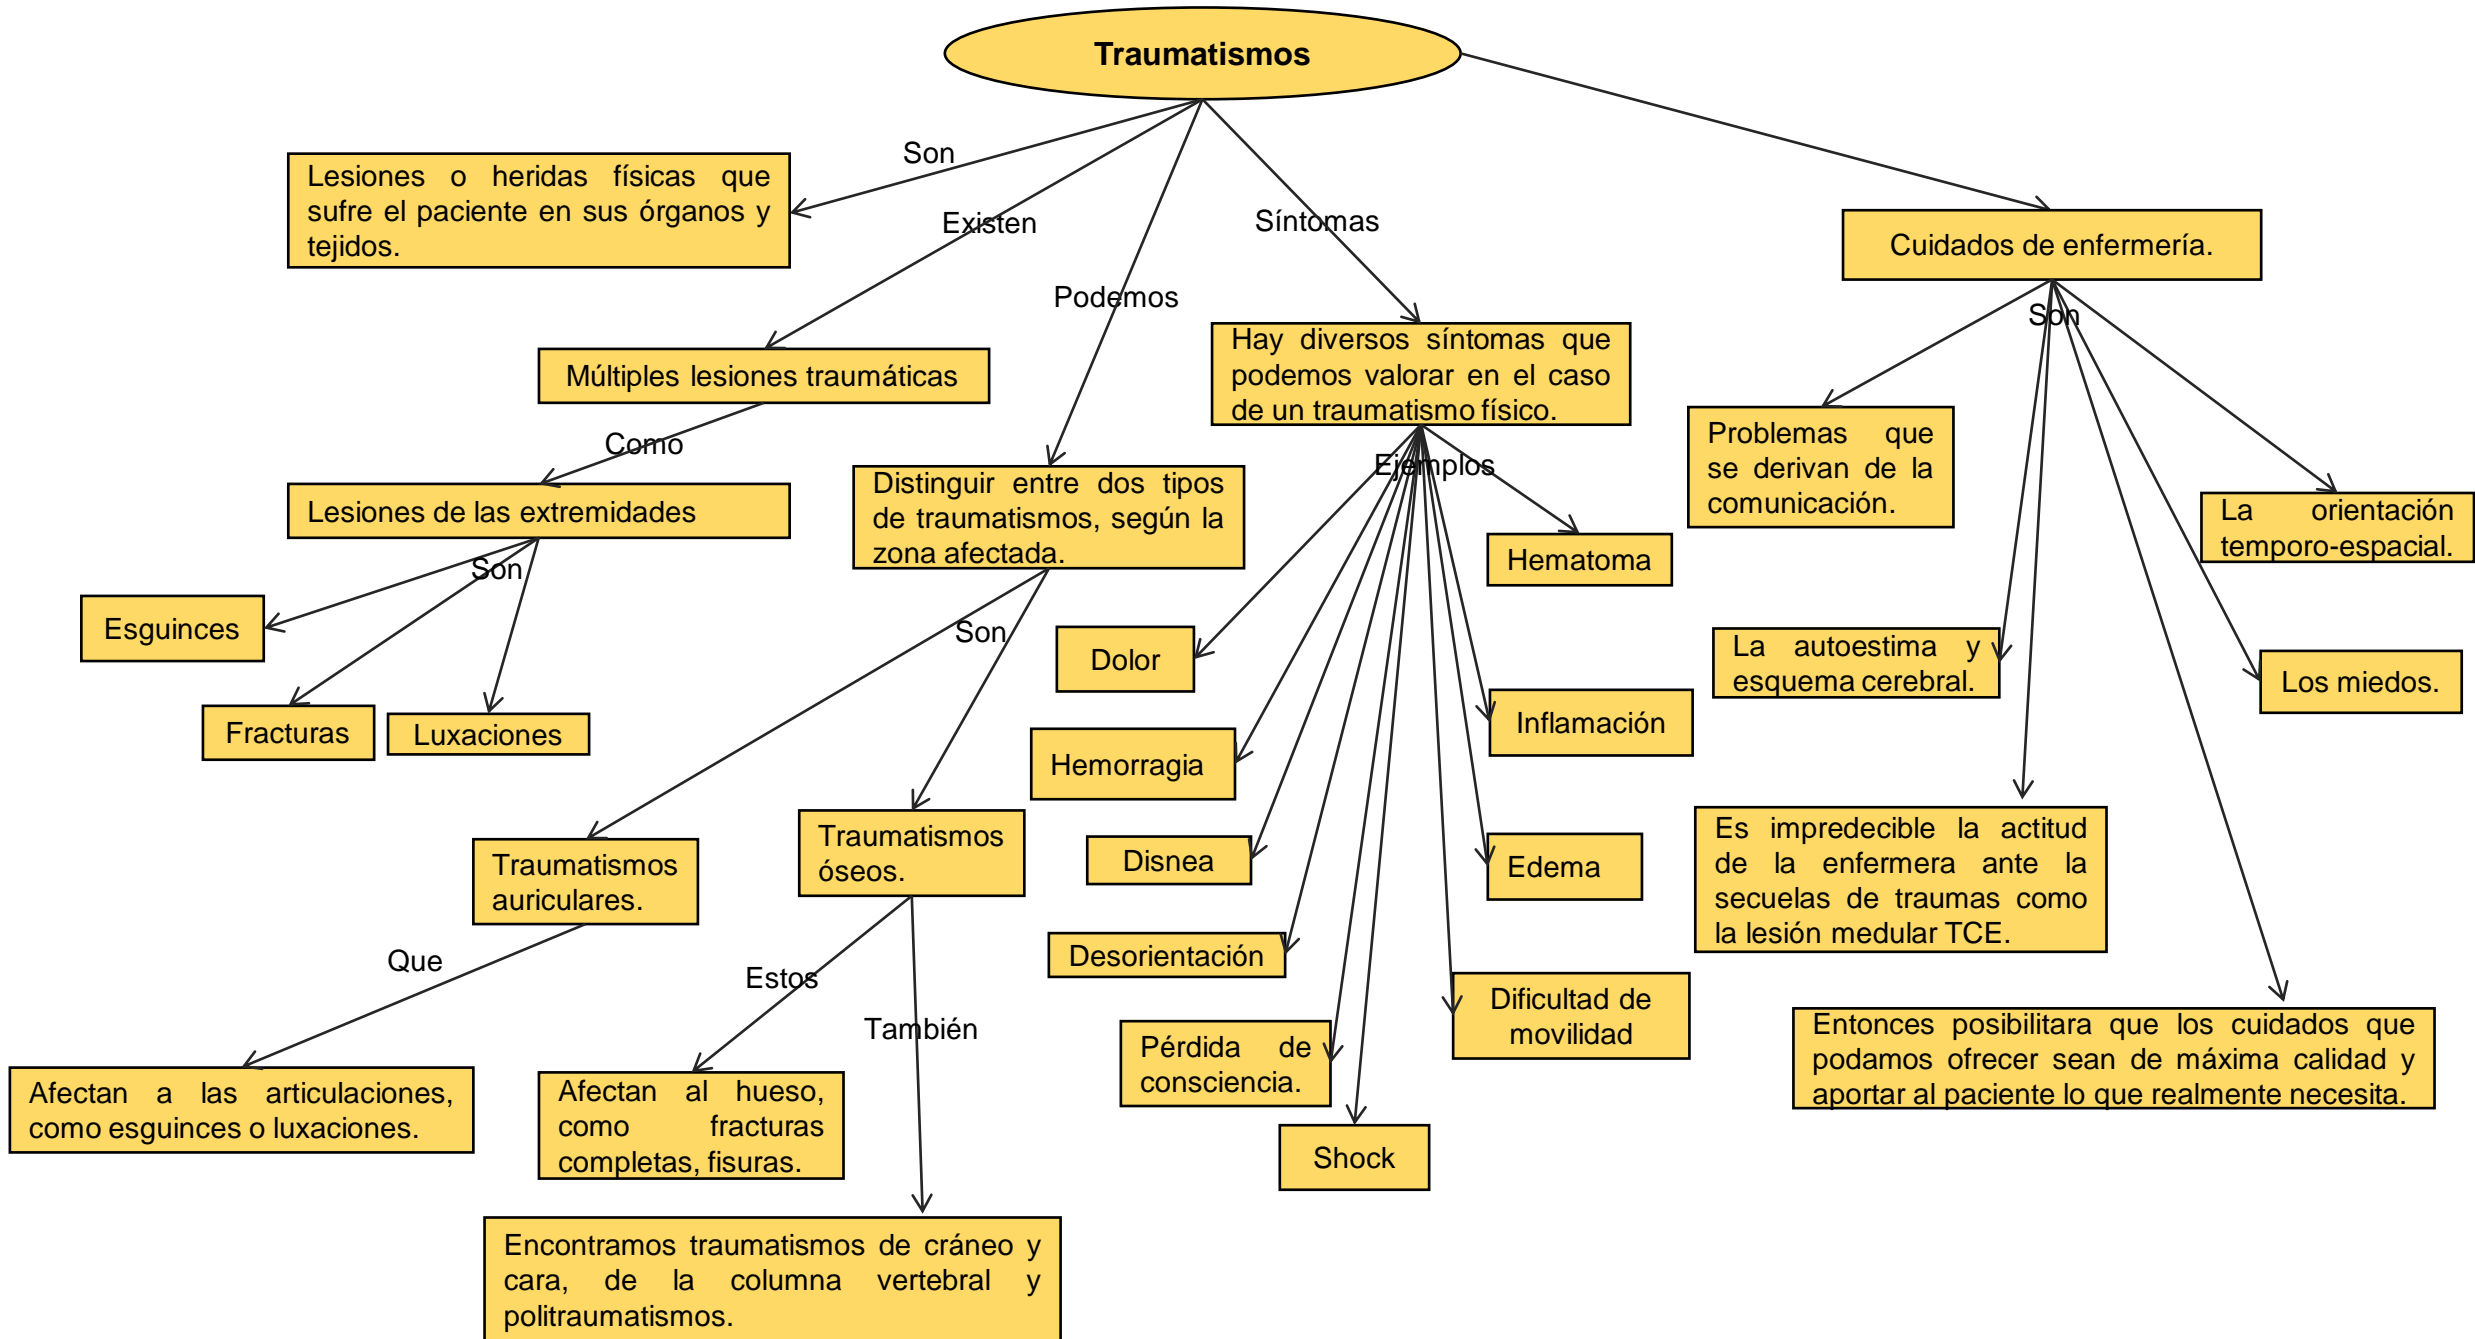 Traumatismos
Son
Lesiones o heridas físicas que
sufre el paciente en sus órganos y
tejidos.
Existen
Múltiples lesiones traumáticas
Como
Lesiones de las extremidades
Son
Esguinces
Fracturas
Luxaciones
Podemos
Distinguir entre dos tipos
de traumatismos, según la
zona afectada.
Son
Traumatismos
auriculares.
Que
Afectan a las articulaciones,
como esguinces o luxaciones.
Traumatismos
óseos.
Estos
Afectan al hueso,
como fracturas
completas, fisuras.
También
Encontramos traumatismos de cráneo y
cara, de la columna vertebral y
politraumatismos.
Síntomas
Hay diversos síntomas que
podemos valorar en el caso
de un traumatismo físico.
Ejemplos
Hematoma
Dolor
Inflamación
Hemorragia
Disnea
Edema
Desorientación
Dificultad de
movilidad
Pérdida de
consciencia.
Shock
Cuidados de enfermería.
Son
Problemas que
se derivan de la
comunicación.
La orientación
temporo-espacial.
La autoestima y
esquema cerebral.
Los miedos.
Es impredecible la actitud
de la enfermera ante la
secuelas de traumas como
la lesión medular TCE.
Entonces posibilitara que los cuidados que
podamos ofrecer sean de máxima calidad y
aportar al paciente lo que realmente necesita.